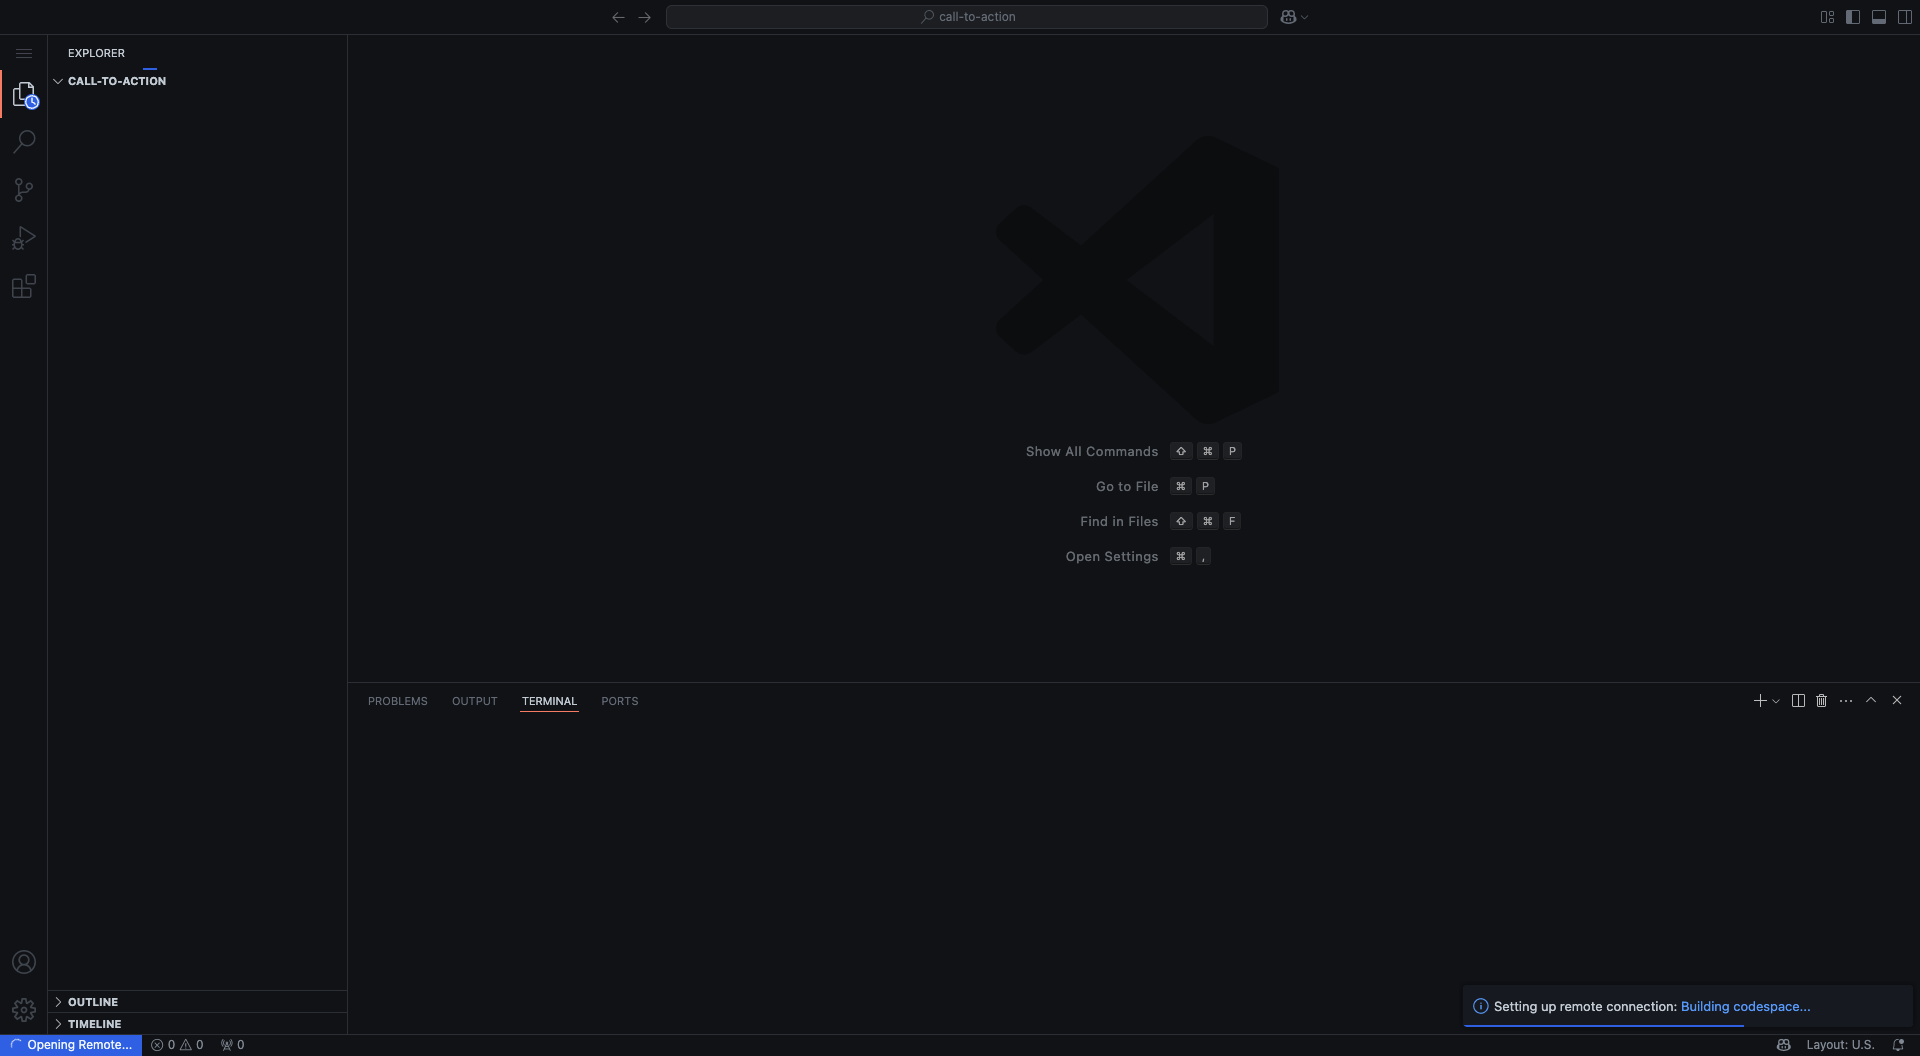 call-to-action
EXPLORER
CALL-TO-ACTION
Show All Commands ⇧ ⌘ P
Go to File ⌘ P
Find in Files ⇧ ⌘ F
Open Settings ⌘ ,
PROBLEMS OUTPUT TERMINAL PORTS
OUTLINE
TIMELINE
Setting up remote connection: Building codespace...
Opening Remote... 0 0 0 Layout: U.S.